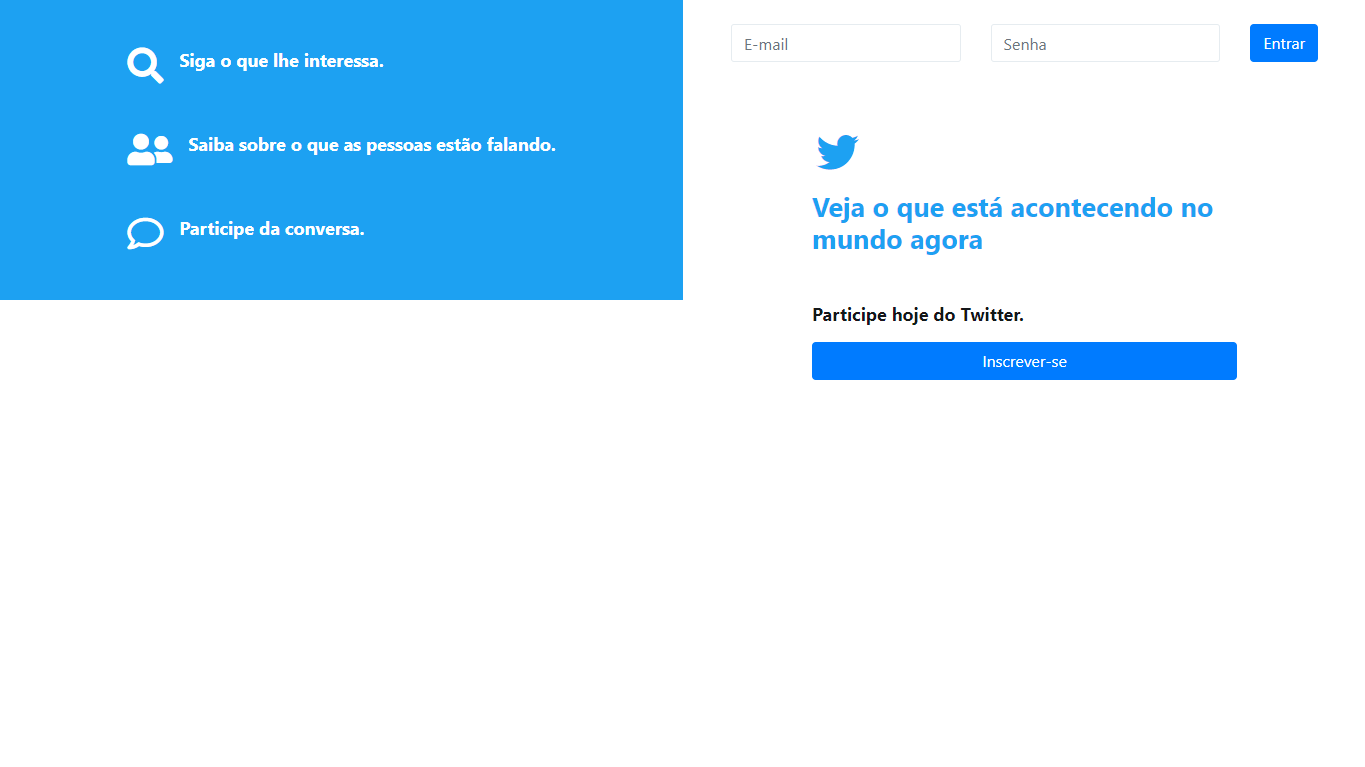 Siga o que lhe interessa.
Saiba sobre o que as pessoas estão falando.
Participe da conversa.
E-mail
Senha
Entrar
Veja o que está acontecendo no
mundo agora
Participe hoje do Twitter.
Inscrever-se